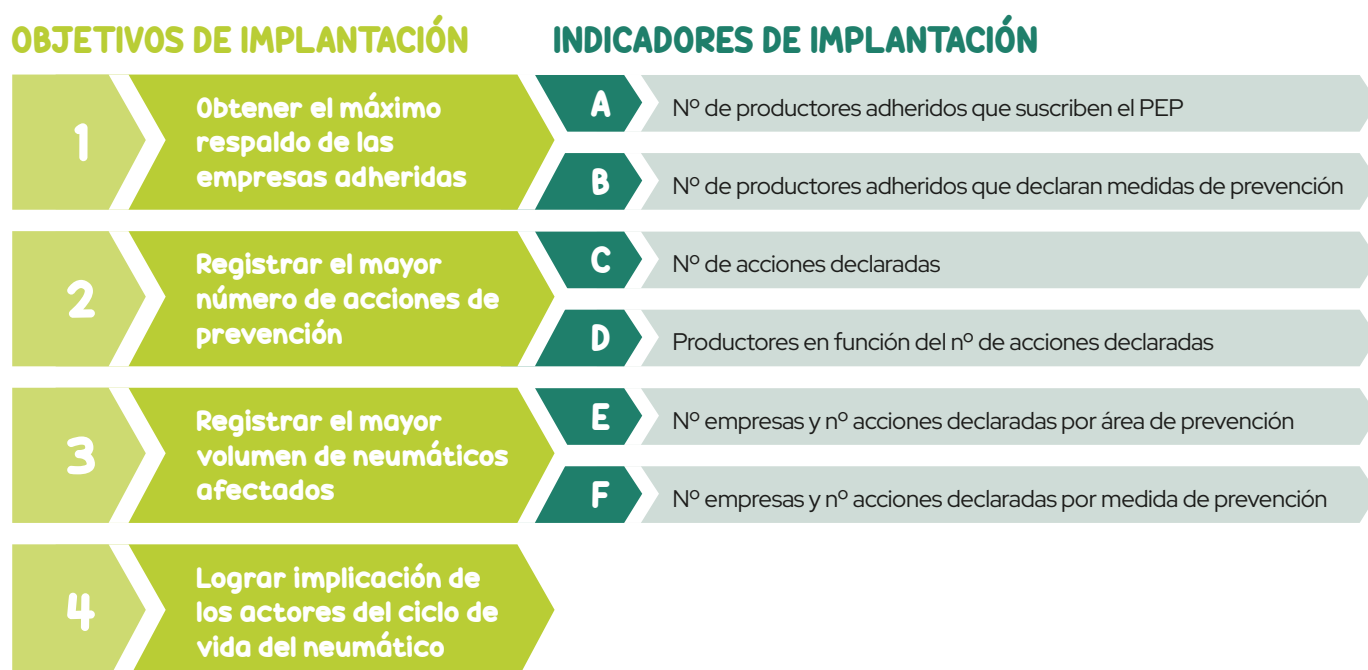 OBJETIVOS DE IMPLANTACIÓN
INDICADORES DE IMPLANTACIÓN
1
Obtener el máximo
respaldo de las
empresas adheridas
A
Nº de productores adheridos que suscriben el PEP
B
Nº de productores adheridos que declaran medidas de prevención
2
Registrar el mayor
número de acciones de
prevención
C
Nº de acciones declaradas
D
Productores en función del nº de acciones declaradas
3
Registrar el mayor
volumen de neumáticos
afectados
E
Nº empresas y nº acciones declaradas por área de prevención
F
Nº empresas y nº acciones declaradas por medida de prevención
4
Lograr implicación de
los actores del ciclo de
vida del neumático